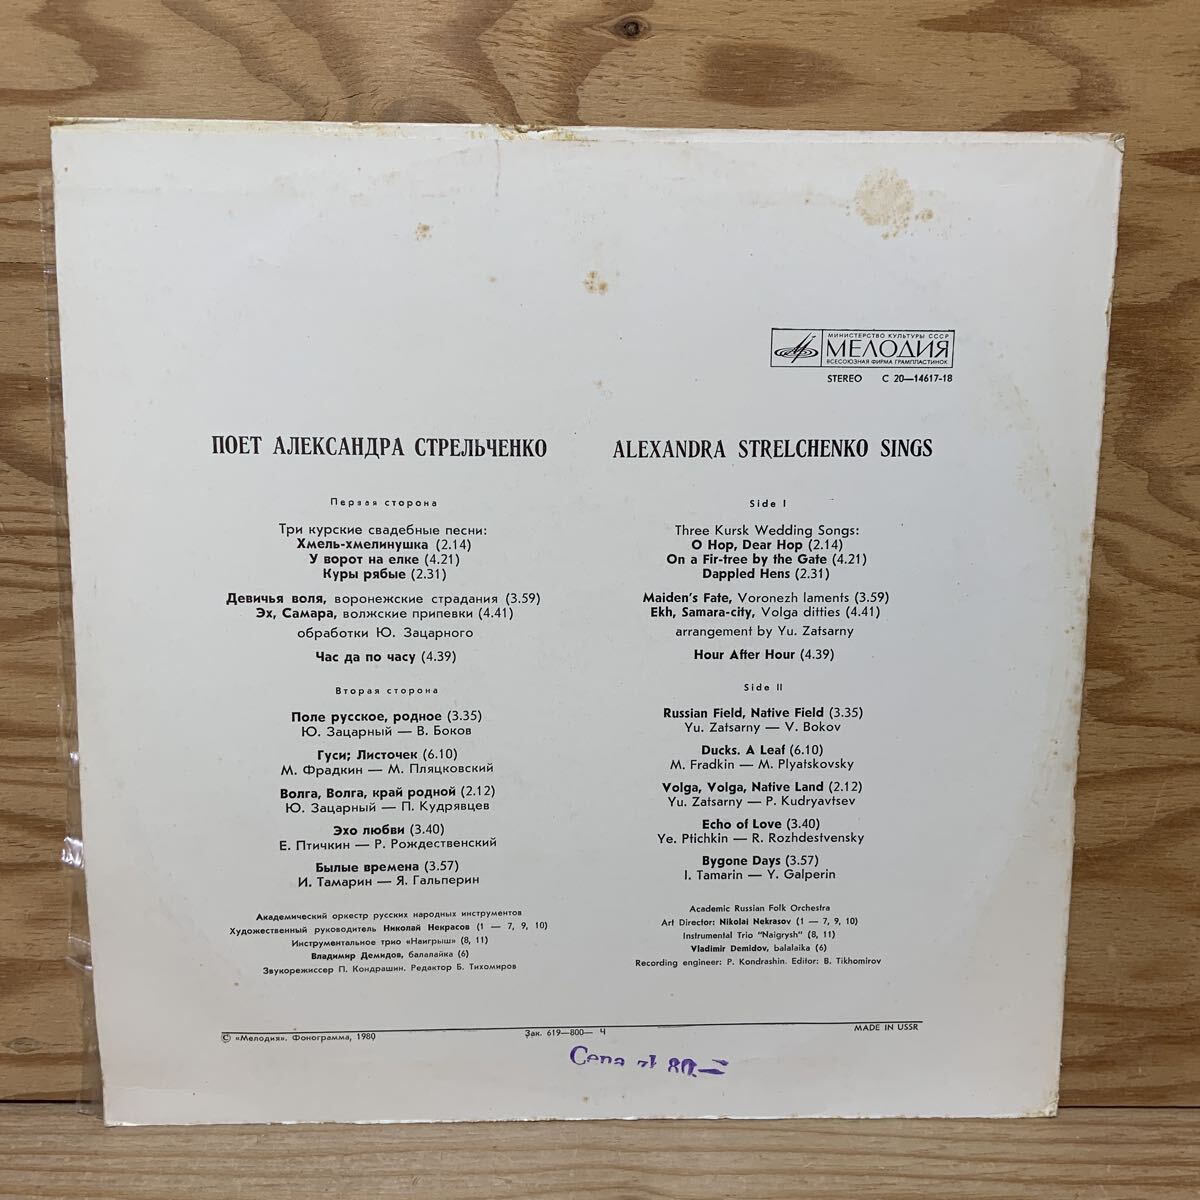 МИНИСТЕРСТВО КУЛЬТУРЫ СССР
МЕЛОДИЯ
ВСЕСОЮЗНАЯ ФИРМА ГРАМПЛАСТИНОК
STEREO С 20—14617-18
ПОЕТ АЛЕКСАНДРА СТРЕЛЬЧЕНКО
Первая сторона
Три курские свадебные песни:
Хмель-хмелинушка (2.14)
У ворот на елке (4.21)
Куры рябые (2.31)
Девичья воля, воронежские страдания (3.59)
Эх, Самара, волжские припевки (4.41)
обработки Ю. Зацарного
Час да по часу (4.39)
Вторая сторона
Поле русское, родное (3.35)
Ю. Зацарный — В. Боков
Гуси; Листочек (6.10)
М. Фрадкин — М. Пляцковский
Волга, Волга, край родной (2.12)
Ю. Зацарный — П. Кудрявцев
Эхо любви (3.40)
Е. Птичкин — Р. Рождественский
Былые времена (3.57)
И. Тамарин — Я. Гальперин
Академический оркестр русских народных инструментов
Художественный руководитель Николай Некрасов (1 — 7, 9, 10)
Инструментальное трио «Наигрыш» (8, 11)
Владимир Демидов, балалайка (6)
Звукорежиссер П. Кондрашин. Редактор Б. Тихомиров
ALEXANDRA STRELCHENKO SINGS
Side I
Three Kursk Wedding Songs:
O Hop, Dear Hop (2.14)
On a Fir-tree by the Gate (4.21)
Dappled Hens (2.31)
Maiden's Fate, Voronezh laments (3.59)
Ekh, Samara-city, Volga ditties (4.41)
arrangement by Yu. Zatsarny
Hour After Hour (4.39)
Side II
Russian Field, Native Field (3.35)
Yu. Zatsarny — V. Bokov
Ducks. A Leaf (6.10)
M. Fradkin — M. Plyatskovsky
Volga, Volga, Native Land (2.12)
Yu. Zatsarny — P. Kudryavtsev
Echo of Love (3.40)
Ye. Ptichkin — R. Rozhdestvensky
Bygone Days (3.57)
I. Tamarin — Y. Galperin
Academic Russian Folk Orchestra
Art Director: Nikolai Nekrasov (1 — 7, 9, 10)
Instrumental Trio "Naigrysh" (8, 11)
Vladimir Demidov, balalaika (6)
Recording engineer: P. Kondrashin. Editor: B. Tikhomirov
© «Мелодия». Фонограмма, 1980 Зак. 619—800— Ч MADE IN USSR
Cena zł 80.—